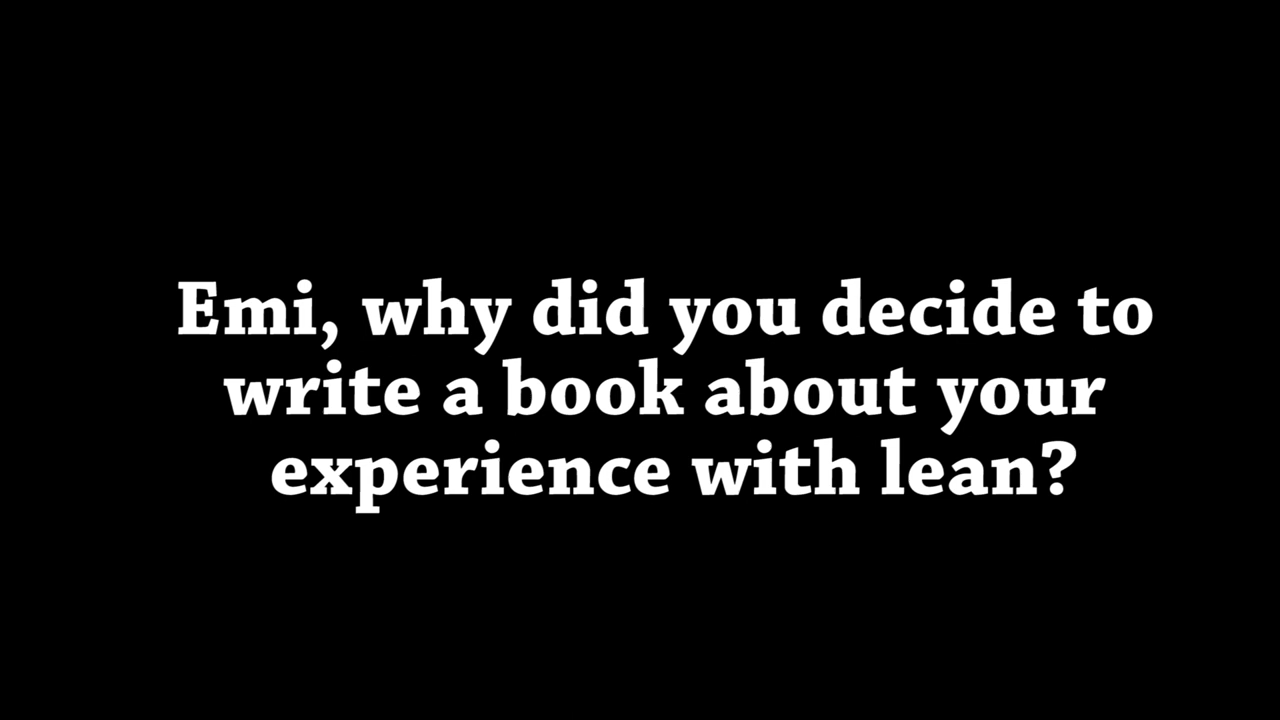 Emi, why did you decide to
write a book about your
experience with lean?